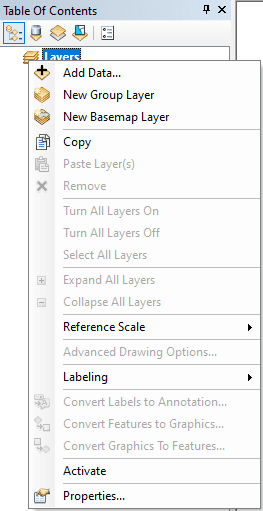 Table Of Contents
Layers
Add Data...
New Group Layer
New Basemap Layer
Copy
Paste Layer(s)
Remove
Turn All Layers On
Turn All Layers Off
Select All Layers
Expand All Layers
Collapse All Layers
Reference Scale
Advanced Drawing Options...
Labeling
Convert Labels to Annotation...
Convert Features to Graphics...
Convert Graphics To Features...
Activate
Properties...